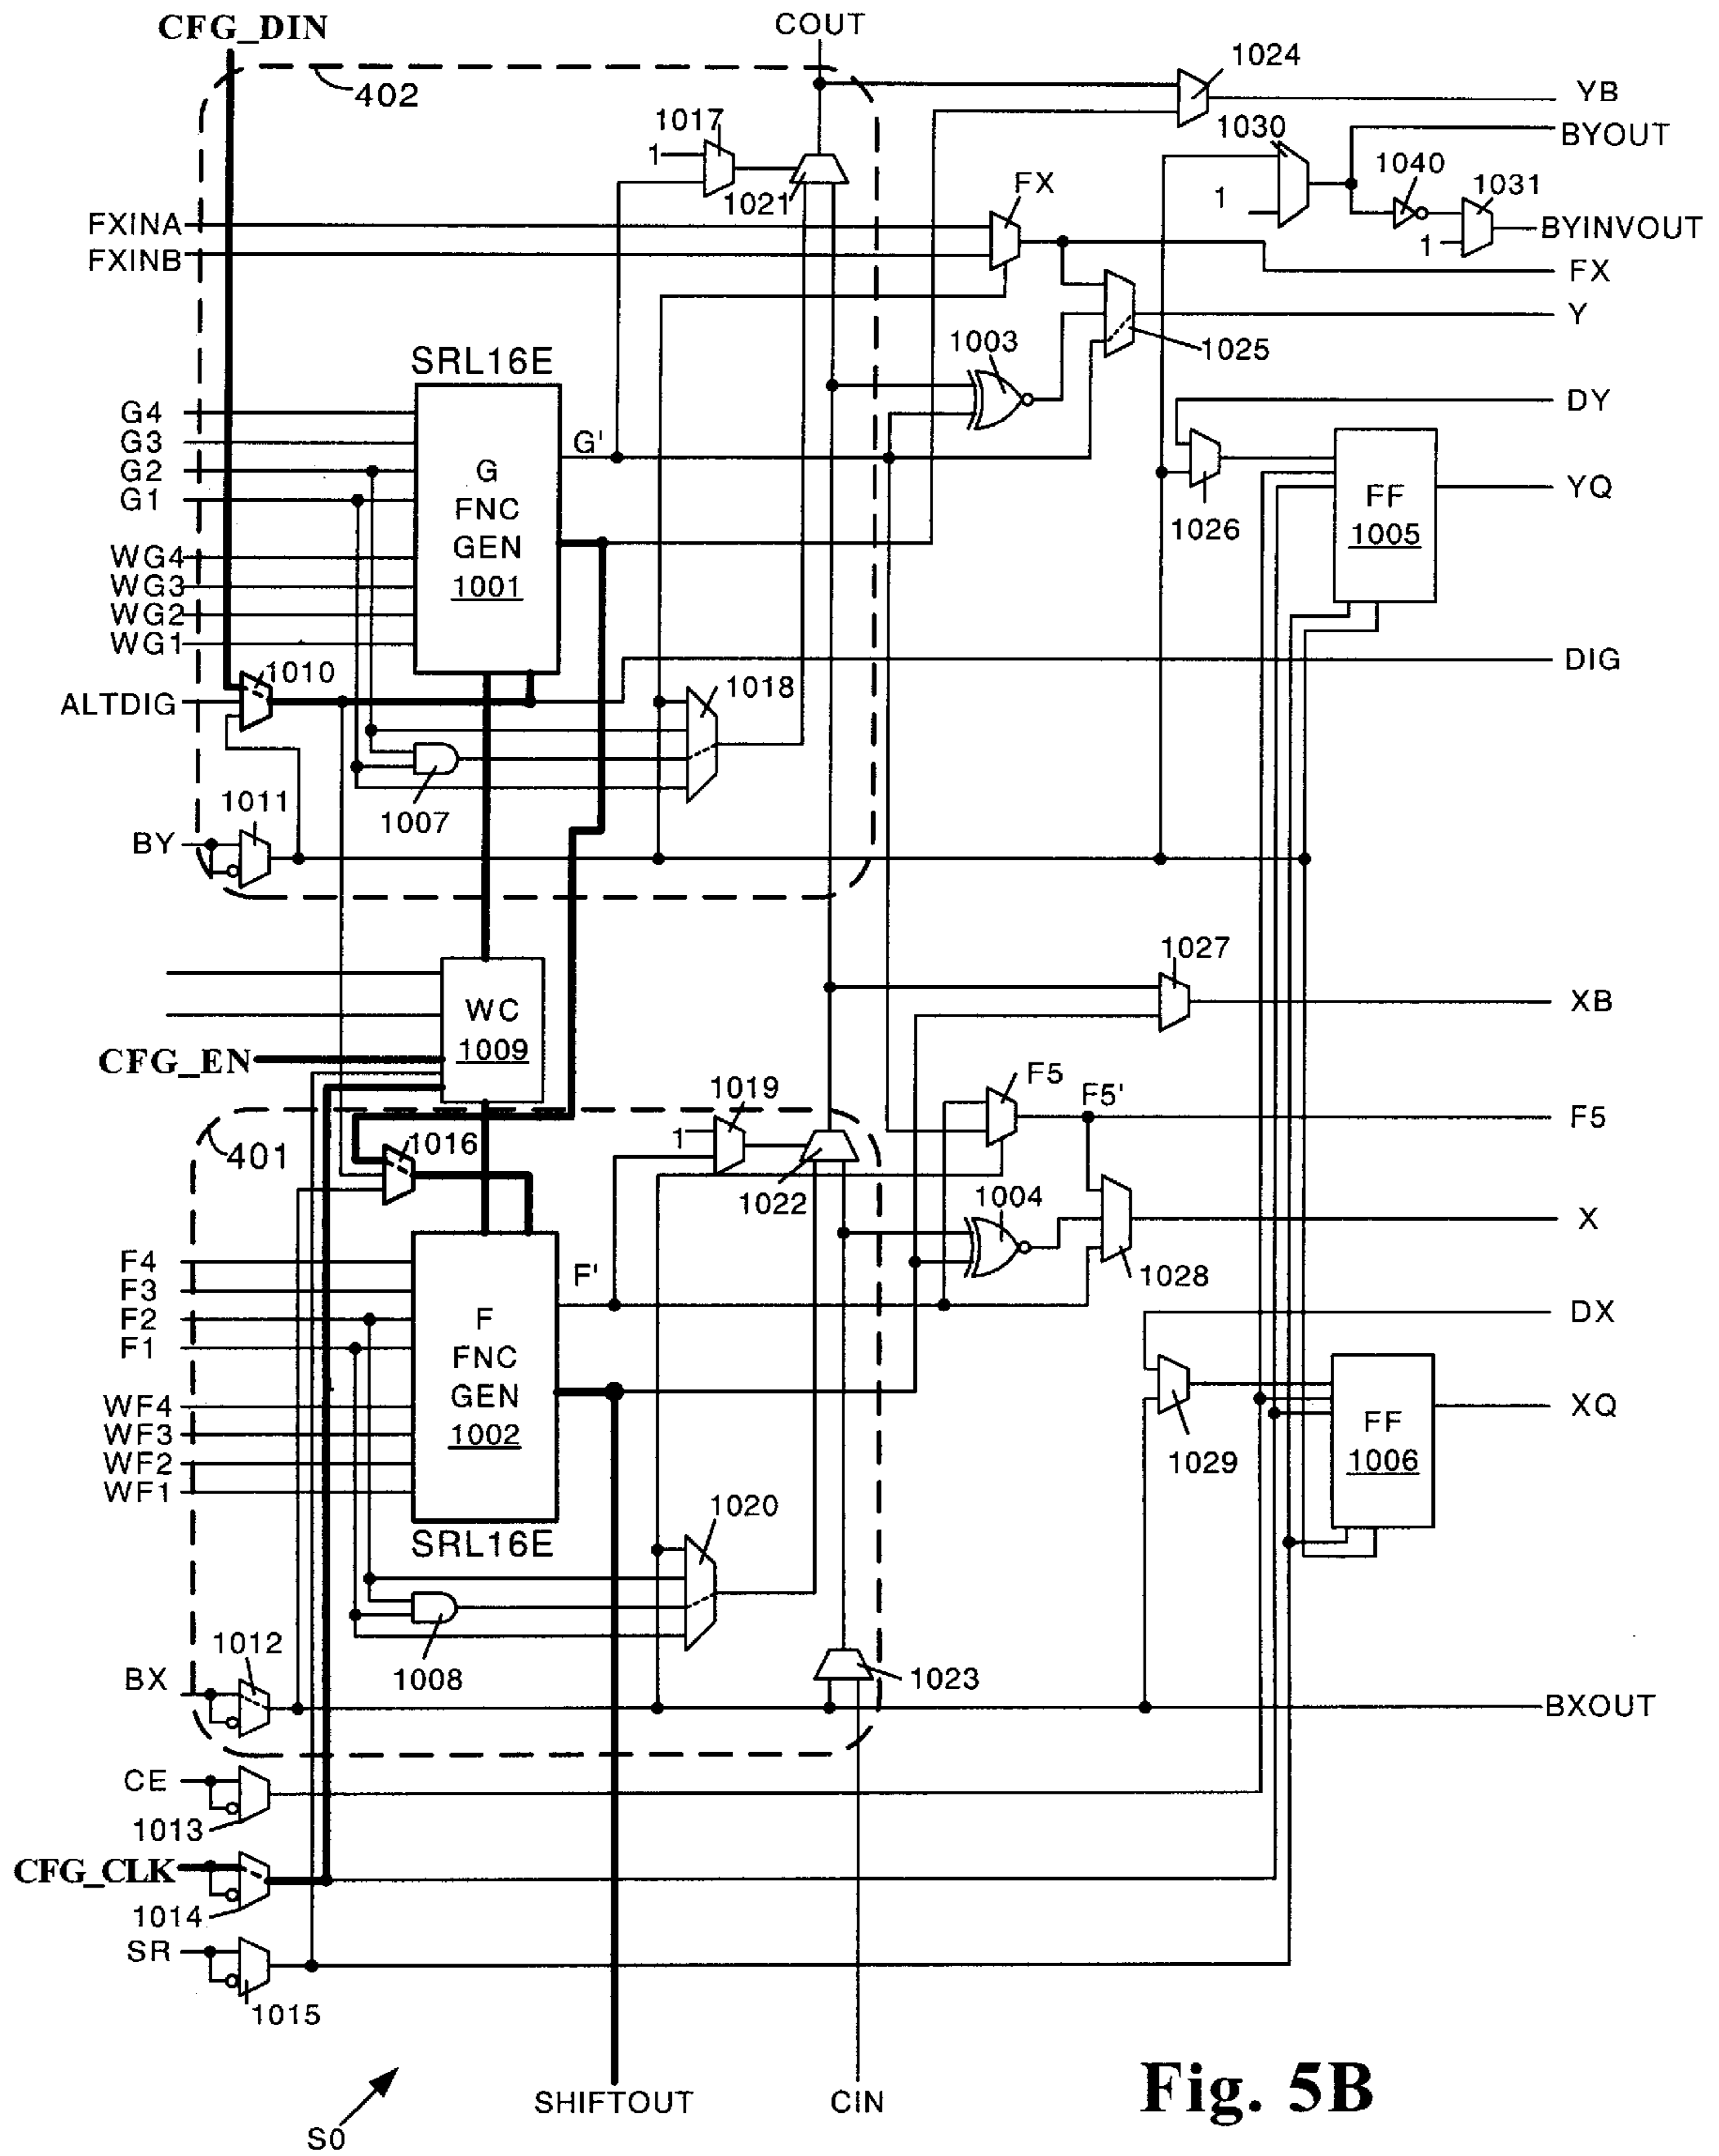 CFG_DIN
COUT
402
1024
YB
1017
1
1021
1030
BYOUT
1
1040
1031
1
BYINVOUT
FXINA
FXINB
FX
FX
Y
1025
1003
SRL16E
G4
G3
G2
G1
WG4
WG3
WG2
WG1
G
FNC
GEN
1001
G'
DY
1026
FF
1005
YQ
DIG
1010
ALTDIG
1018
1007
1011
BY
WC
1009
CFG_EN
1027
XB
1019
1
F5
F5'
F5
401
1016
1022
1004
X
1028
F4
F3
F2
F1
WF4
WF3
WF2
WF1
F
FNC
GEN
1002
SRL16E
F'
DX
1029
FF
1006
XQ
1020
1008
1012
BX
1023
BXOUT
CE
1013
CFG_CLK
1014
SR
1015
SHIFTOUT
CIN
S0
Fig. 5B